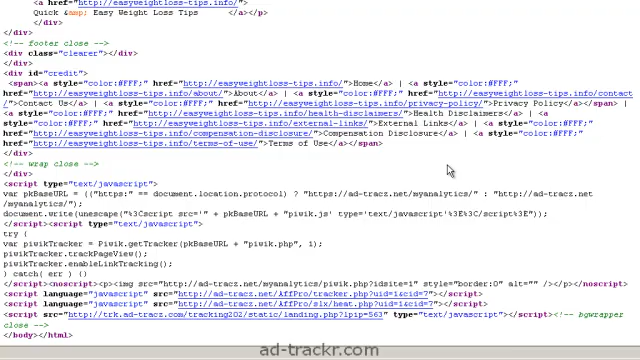 <a href="http://easyweightloss-tips.info/">
Quick &amp; Easy Weight Loss Tips </a></p>
</div>
</div>
<!-- footer close -->
<div class="clearer"></div>
</div>
<div id="credit">
<span><a style="color:#FFF;" href="http://easyweightloss-tips.info/">Home</a> | <a style="color:#FFF;"
href="http://easyweightloss-tips.info/about/">About</a> | <a style="color:#FFF;" href="http://easyweightloss-tips.info/contact
/">Contact Us</a> | <a style="color:#FFF;" href="http://easyweightloss-tips.info/privacy-policy/">Privacy Policy</a></span> |
<a style="color:#FFF;" href="http://easyweightloss-tips.info/health-disclaimers/">Health Disclaimers</a> | <a
style="color:#FFF;" href="http://easyweightloss-tips.info/external-links/">External Links</a> | <a style="color:#FFF;"
href="http://easyweightloss-tips.info/compensation-disclosure/">Compensation Disclosure</a> | <a style="color:#FFF;"
href="http://easyweightloss-tips.info/terms-of-use/">Terms of Use</a></span>
</div>
<!-- wrap close -->
</div>
<script type="text/javascript">
var pkBaseURL = (("https:" == document.location.protocol) ? "https://ad-tracz.net/myanalytics/" : "http://ad-tracz.net
/myanalytics/");
document.write(unescape("%3Cscript src='" + pkBaseURL + "piwik.js' type='text/javascript'%3E%3C/script%3E"));
</script><script type="text/javascript">
try {
var piwikTracker = Piwik.getTracker(pkBaseURL + "piwik.php", 1);
piwikTracker.trackPageView();
piwikTracker.enableLinkTracking();
} catch( err ) {}
</script><noscript><p><img src="http://ad-tracz.net/myanalytics/piwik.php?idsite=1" style="border:0" alt="" /></p></noscript>
<script language="javascript" src="http://ad-tracz.net/AffPro/tracker.php?uid=1&cid=7"></script>
<script language="javascript" src="http://ad-tracz.net/AffPro/six/heat.php?uid=1&cid=7"></script>
<script src="http://trk.ad-tracz.com/tracking202/static/landing.php?lpip=563" type="text/javascript"></script><!-- bgwrapper
close -->
</body></html>
ad-trackr.com